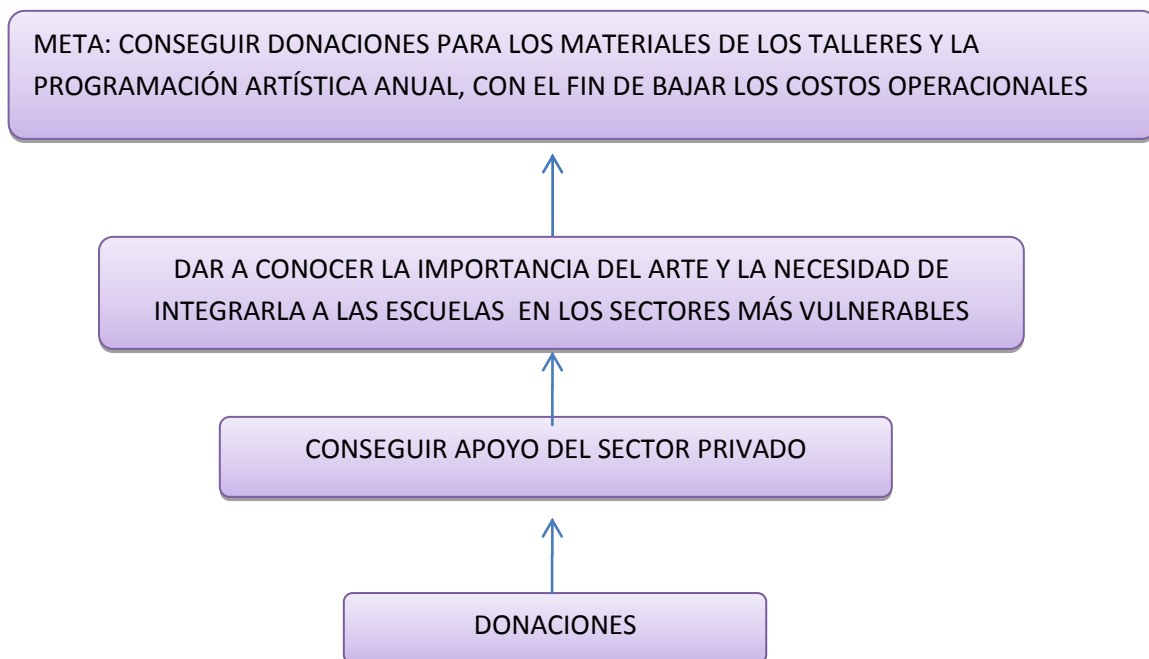 META: CONSEGUIR DONACIONES PARA LOS MATERIALES DE LOS TALLERES Y LA
PROGRAMACIÓN ARTÍSTICA ANUAL, CON EL FIN DE BAJAR LOS COSTOS OPERACIONALES
DAR A CONOCER LA IMPORTANCIA DEL ARTE Y LA NECESIDAD DE
INTEGRARLA A LAS ESCUELAS EN LOS SECTORES MÁS VULNERABLES
CONSEGUIR APOYO DEL SECTOR PRIVADO
DONACIONES